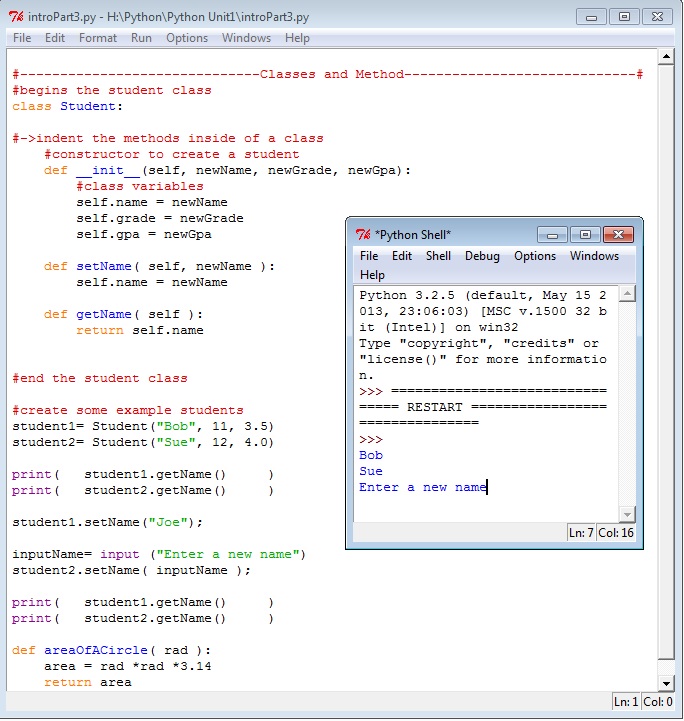 introPart3.py - H:\Python\Python Unit1\introPart3.py
File Edit Format Run Options Windows Help
#------------------------------Classes and Method-----------------------------#
#begins the student class
class Student:
#->indent the methods inside of a class
#constructor to create a student
def __init__(self, newName, newGrade, newGpa):
#class variables
self.name = newName
self.grade = newGrade
self.gpa = newGpa
def setName( self, newName ):
self.name = newName
def getName( self ):
return self.name
#end the student class
#create some example students
student1= Student("Bob", 11, 3.5)
student2= Student("Sue", 12, 4.0)
print(   student1.getName()     )
print(   student2.getName()     )
student1.setName("Joe");
inputName= input ("Enter a new name")
student2.setName( inputName );
print(   student1.getName()     )
print(   student2.getName()     )
def areaOfACircle( rad ):
area = rad *rad *3.14
return area
Ln: 1 Col: 0
*Python Shell*
File Edit Shell Debug Options Windows
Help
Python 3.2.5 (default, May 15 2
013, 23:06:03) [MSC v.1500 32 b
it (Intel)] on win32
Type "copyright", "credits" or
"license()" for more informatio
n.
>>> ===========================
===== RESTART =================
===============
>>>
Bob
Sue
Enter a new name
Ln: 7 Col: 16